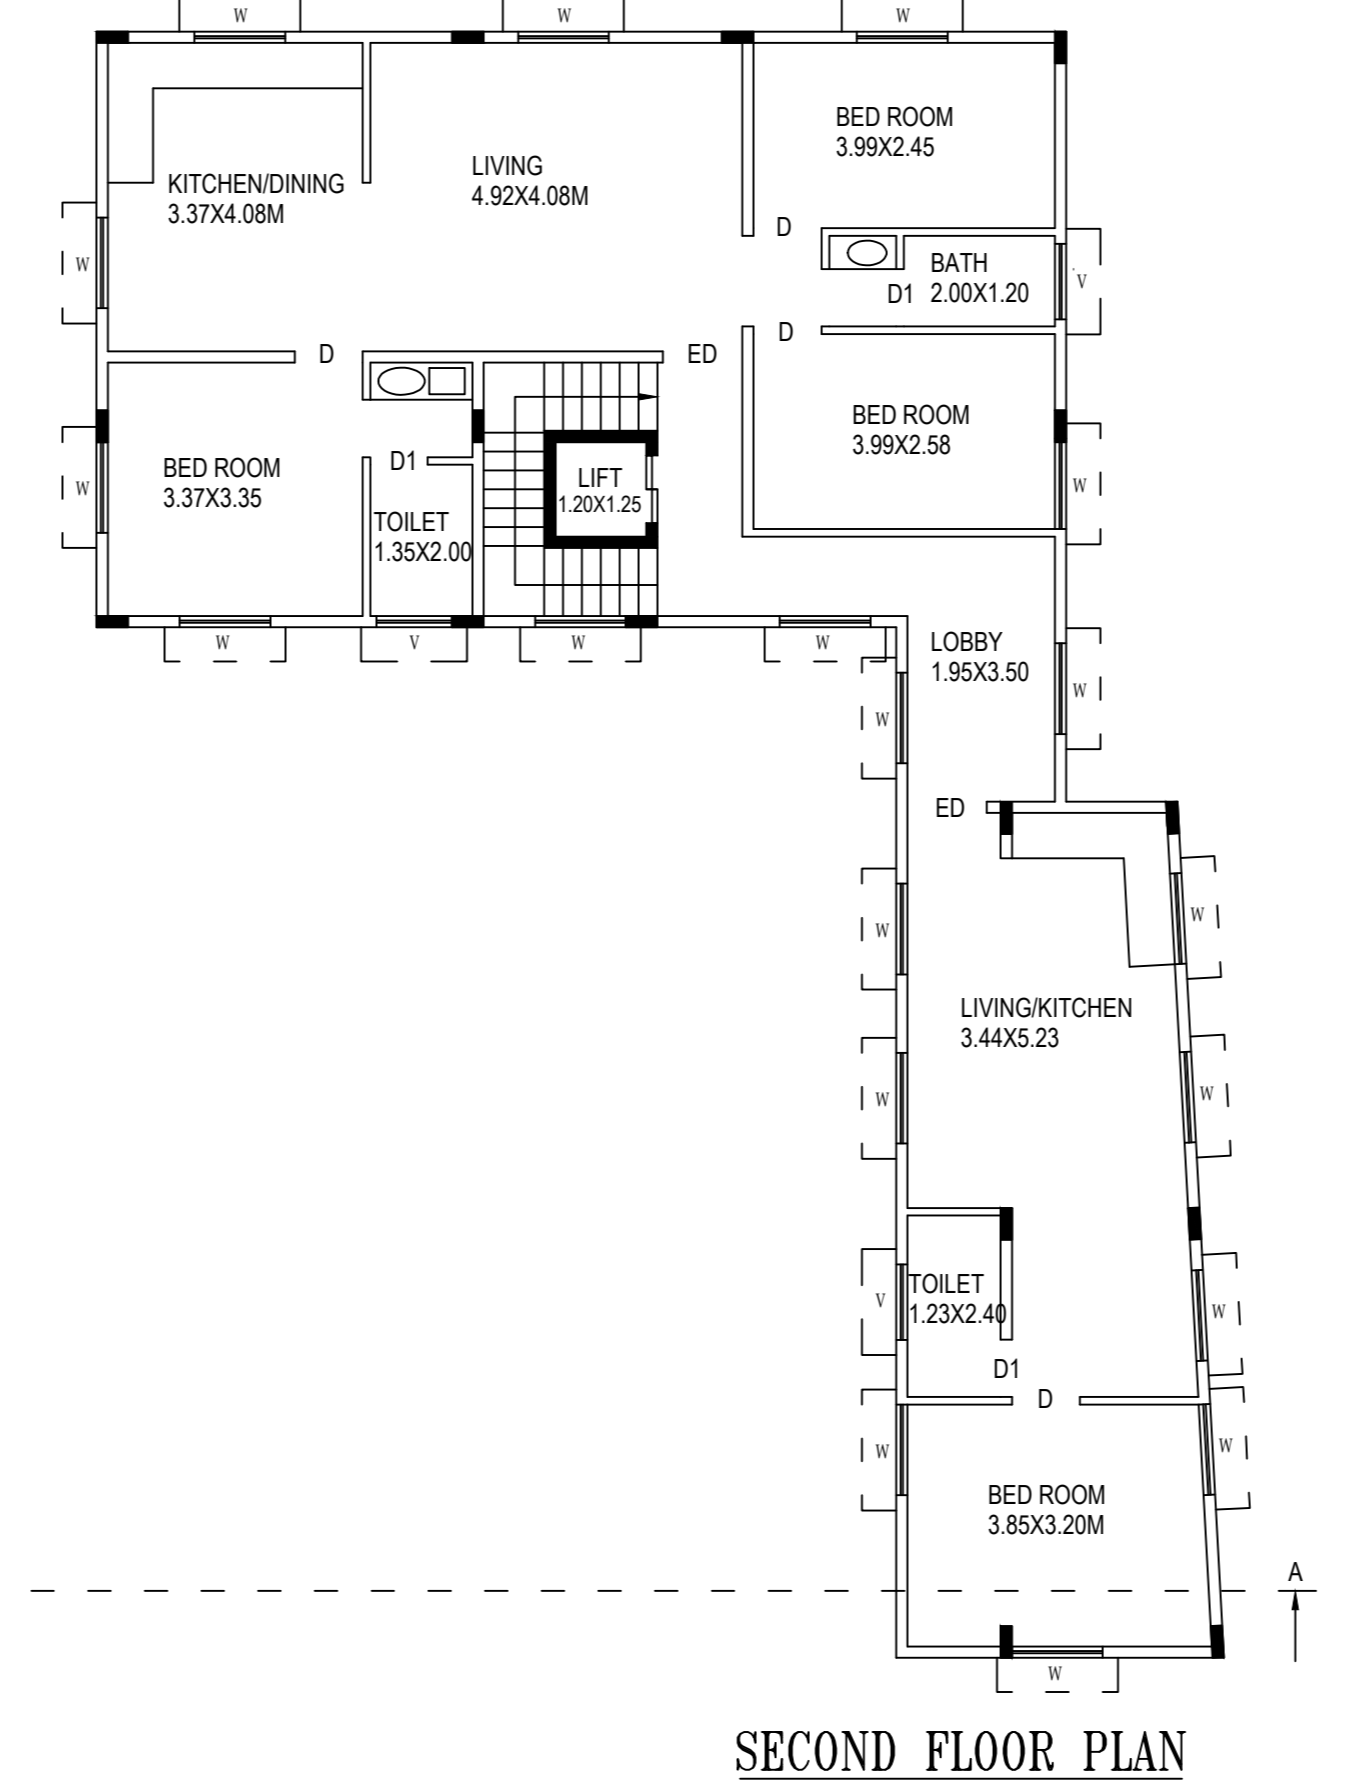 W
W
W
BED ROOM
3.99X2.45
LIVING
4.92X4.08M
KITCHEN/DINING
3.37X4.08M
D
W
BATH
2.00X1.20
D1
V
D
D
ED
BED ROOM
3.99X2.58
BED ROOM
3.37X3.35
D1
LIFT
1.20X1.25
W
W
TOILET
1.35X2.00
W
V
W
W
LOBBY
1.95X3.50
W
W
ED
W
W
LIVING/KITCHEN
3.44X5.23
W
W
TOILET
1.23X2.40
V
W
D1
D
W
W
BED ROOM
3.85X3.20M
A
W
SECOND FLOOR PLAN